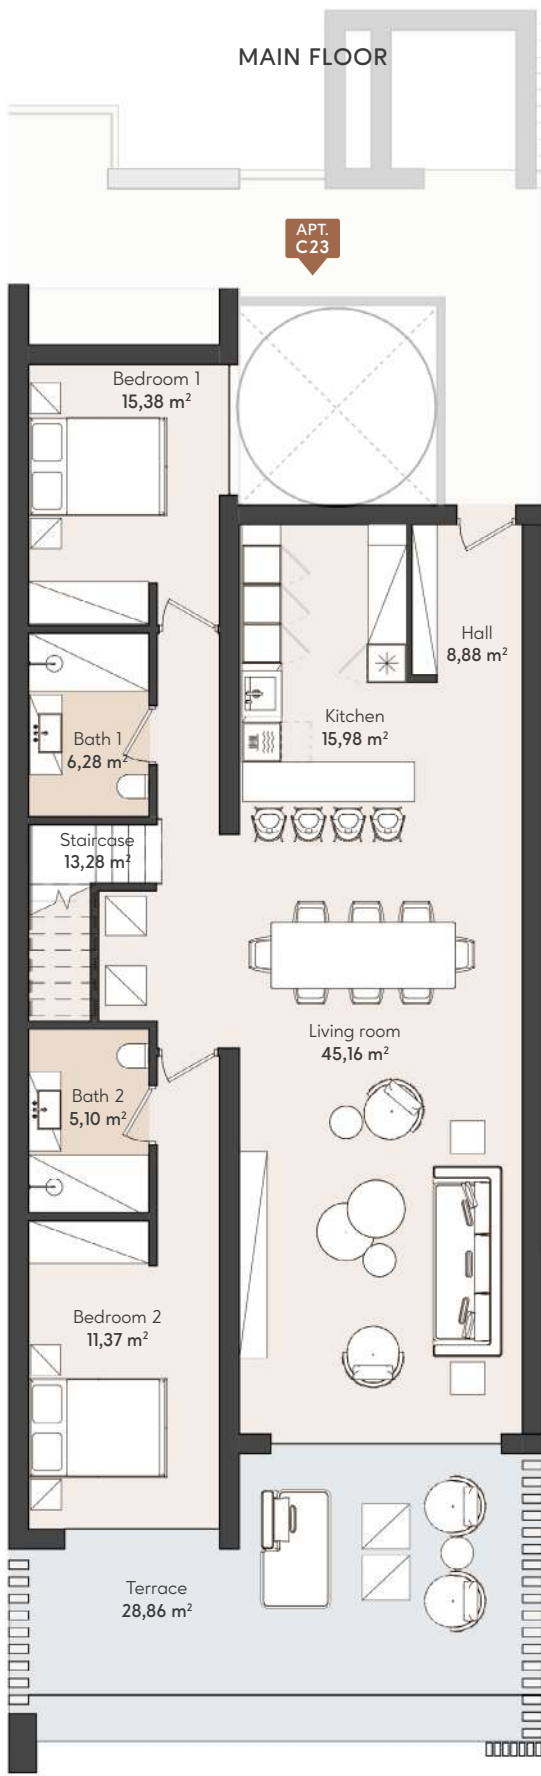 MAIN FLOOR
APT.
C23
Bedroom 1
15,38 m²
Hall
8,88 m²
Kitchen
15,98 m²
Bath 1
6,28 m²
Staircase
13,28 m²
Living room
45,16 m²
Bath 2
5,10 m²
Bedroom 2
11,37 m²
Terrace
28,86 m²